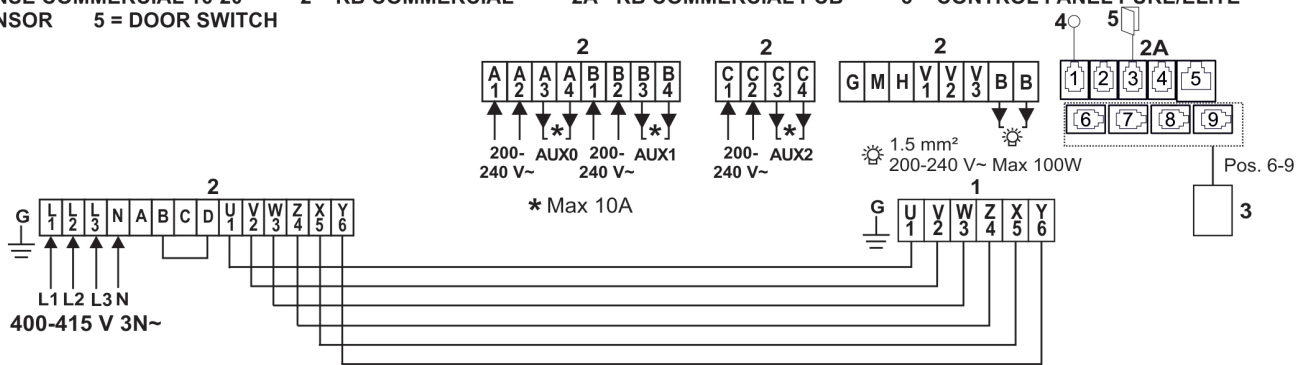 5 = DOOR SWITCH
4 5
2 2 2 2A
A1 A2 A3 A4 B1 B2 B3 B4
C1 C2 C3 C4
G M H V1 V2 V3 B B
1 2 3 4 5
6 7 8 9
* * *
200-240 V~ AUX0 200-240 V~ AUX1
200-240 V~ AUX2
1.5 mm²
200-240 V~ Max 100W
Pos. 6-9
* Max 10A
3
2
G L1 L2 L3 N A B C D U1 V2 W3 Z4 X5 Y6
1
G U1 V2 W3 Z4 X5 Y6
L1 L2 L3 N
400-415 V 3N~